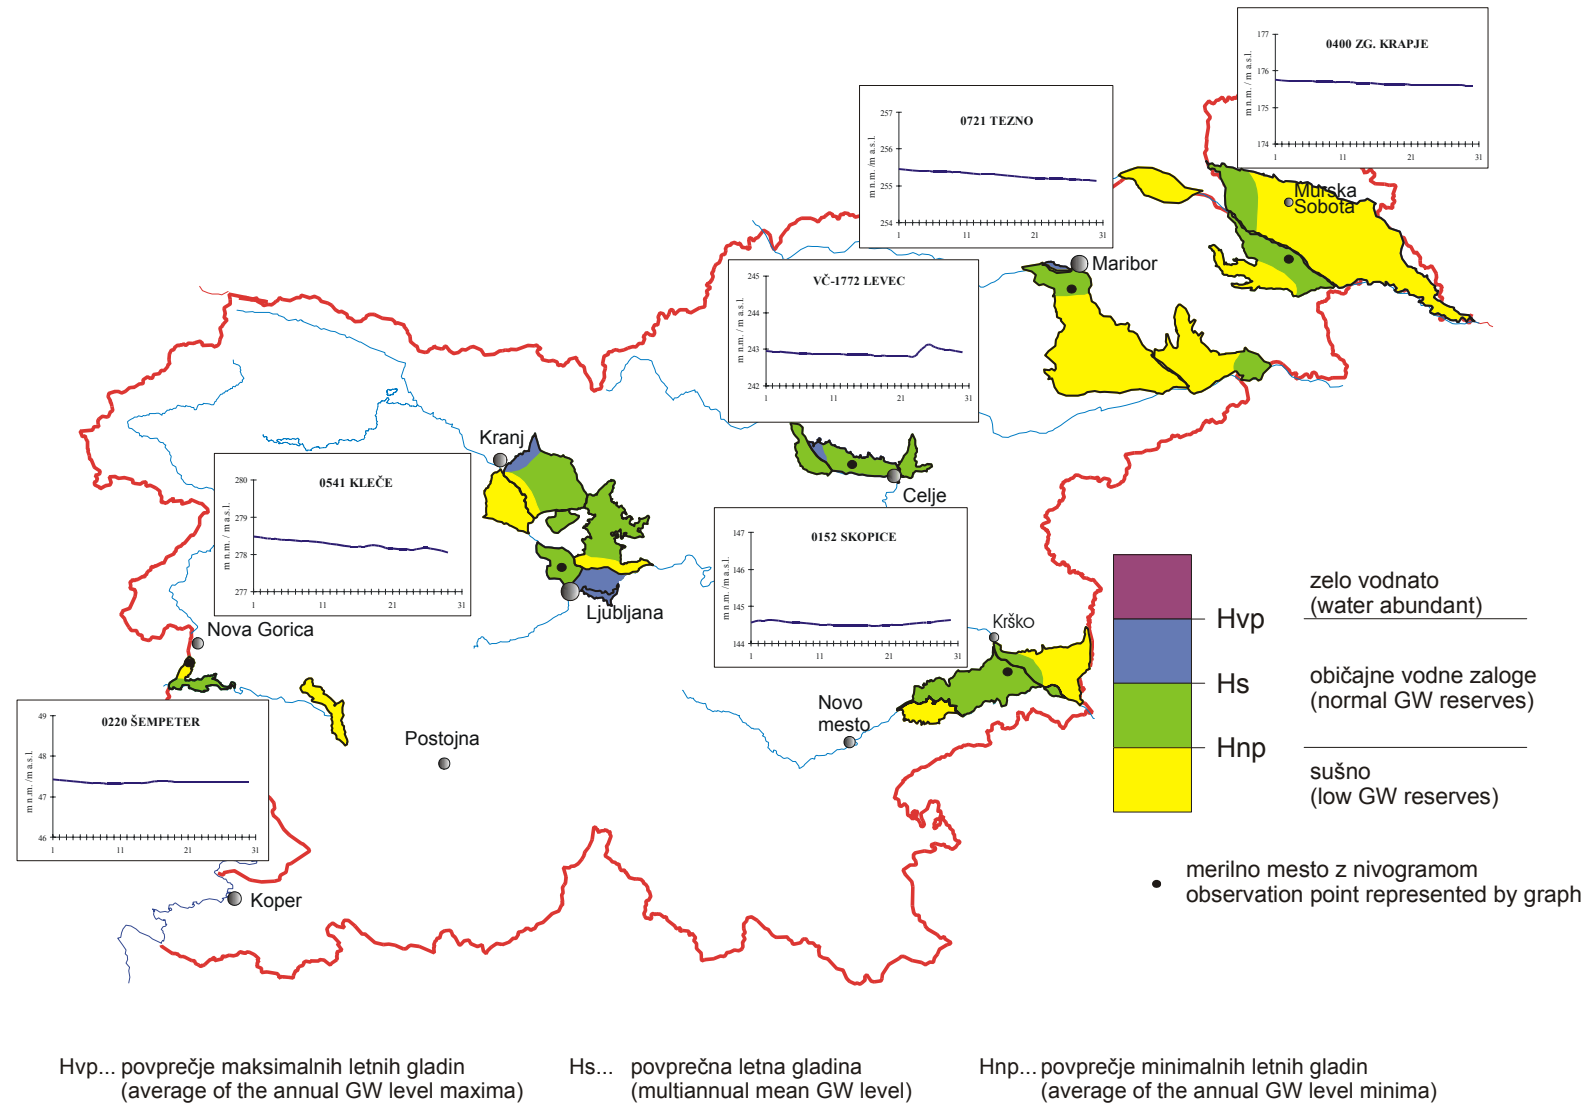 0400 ZG. KRAPJE
m n.m. / m a.s.l.
177
176
175
174
1
11
21
31
0721 TEZNO
m n.m. /m a.s.l.
257
256
255
254
1
11
21
31
Murska
Sobota
Maribor
VČ-1772 LEVEC
m n.m. / m a.s.l.
245
244
243
242
1
11
21
31
Kranj
Celje
0541 KLEČE
m n.m. / m a.s.l.
280
279
278
277
1
11
21
31
0152 SKOPICE
m n.m. / m a.s.l.
147
146
145
144
1
11
21
31
Ljubljana
Nova Gorica
Krško
Novo
mesto
Postojna
0220 ŠEMPETER
m n.m. /m a.s.l.
49
48
47
46
1
11
21
31
Koper
Hvp
Hs
Hnp
zelo vodnato
(water abundant)
običajne vodne zaloge
(normal GW reserves)
sušno
(low GW reserves)
merilno mesto z nivogramom
observation point represented by graph
Hvp... povprečje maksimalnih letnih gladin
(average of the annual GW level maxima)
Hs... povprečna letna gladina
(multiannual mean GW level)
Hnp... povprečje minimalnih letnih gladin
(average of the annual GW level minima)